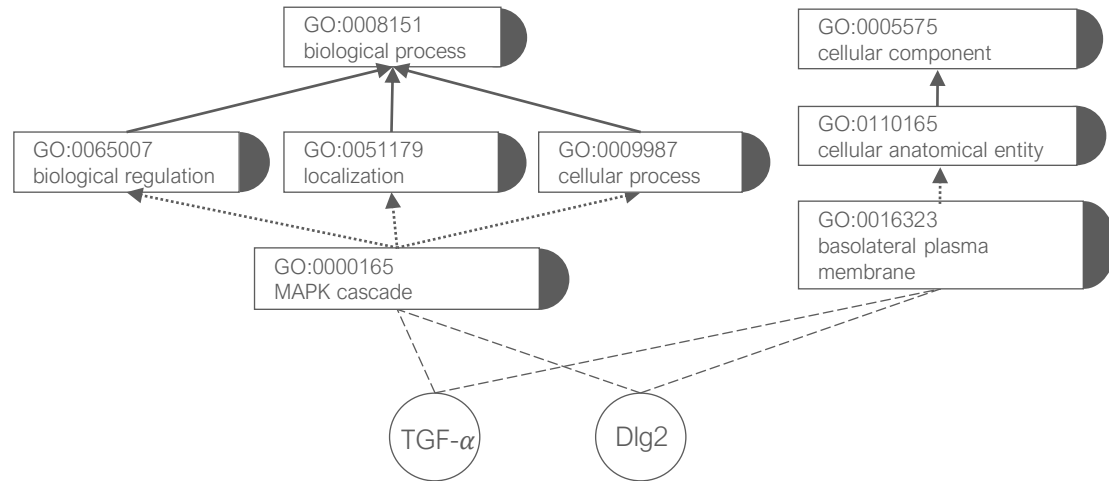 GO:0008151
biological process
GO:0005575
cellular component
GO:0065007
biological regulation
GO:0051179
localization
GO:0009987
cellular process
GO:0110165
cellular anatomical entity
GO:0016323
basolateral plasma
membrane
GO:0000165
MAPK cascade
TGF-α
Dlg2